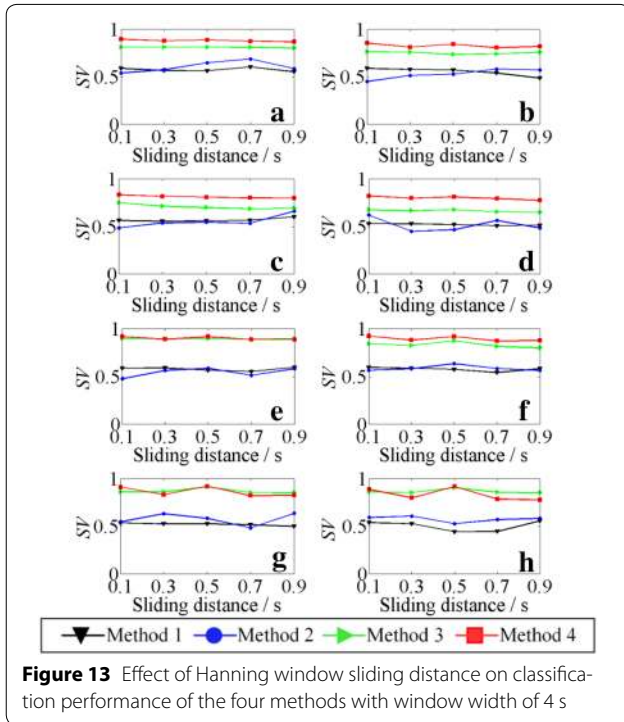 1
SV
0.5
0
a
0.1 0.3 0.5 0.7 0.9
Sliding distance / s
1
SV
0.5
0
b
0.1 0.3 0.5 0.7 0.9
Sliding distance / s
1
SV
0.5
0
c
0.1 0.3 0.5 0.7 0.9
Sliding distance / s
1
SV
0.5
0
d
0.1 0.3 0.5 0.7 0.9
Sliding distance / s
1
SV
0.5
0
e
0.1 0.3 0.5 0.7 0.9
Sliding distance / s
1
SV
0.5
0
f
0.1 0.3 0.5 0.7 0.9
Sliding distance / s
1
SV
0.5
0
g
0.1 0.3 0.5 0.7 0.9
Sliding distance / s
1
SV
0.5
0
h
0.1 0.3 0.5 0.7 0.9
Sliding distance / s
Method 1 Method 2 Method 3 Method 4
Figure 13 Effect of Hanning window sliding distance on classifica-
tion performance of the four methods with window width of 4 s